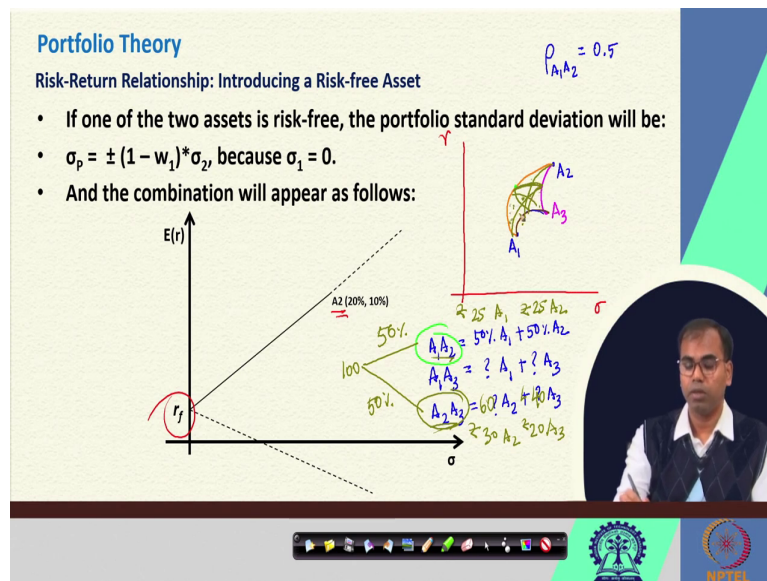 Portfolio Theory
ρ_A₁A₂ = 0.5
Risk-Return Relationship: Introducing a Risk-free Asset
• If one of the two assets is risk-free, the portfolio standard deviation will be:
• σ_P = ± (1 – w₁)*σ₂, because σ₁ = 0.
• And the combination will appear as follows:
r
A₂
A₃
A₁
σ
E(r)
A2 (20%, 10%)
r_f
σ
₹25 A₁ ₹25 A₂
50%
A₁A₂ = 50% A₁ + 50% A₂
100
A₁A₃ = ? A₁ + ? A₃
50%
A₂A₃ = 60 ? A₂ + 40 ? A₃
₹30 A₂ ₹20 A₃
NPTEL